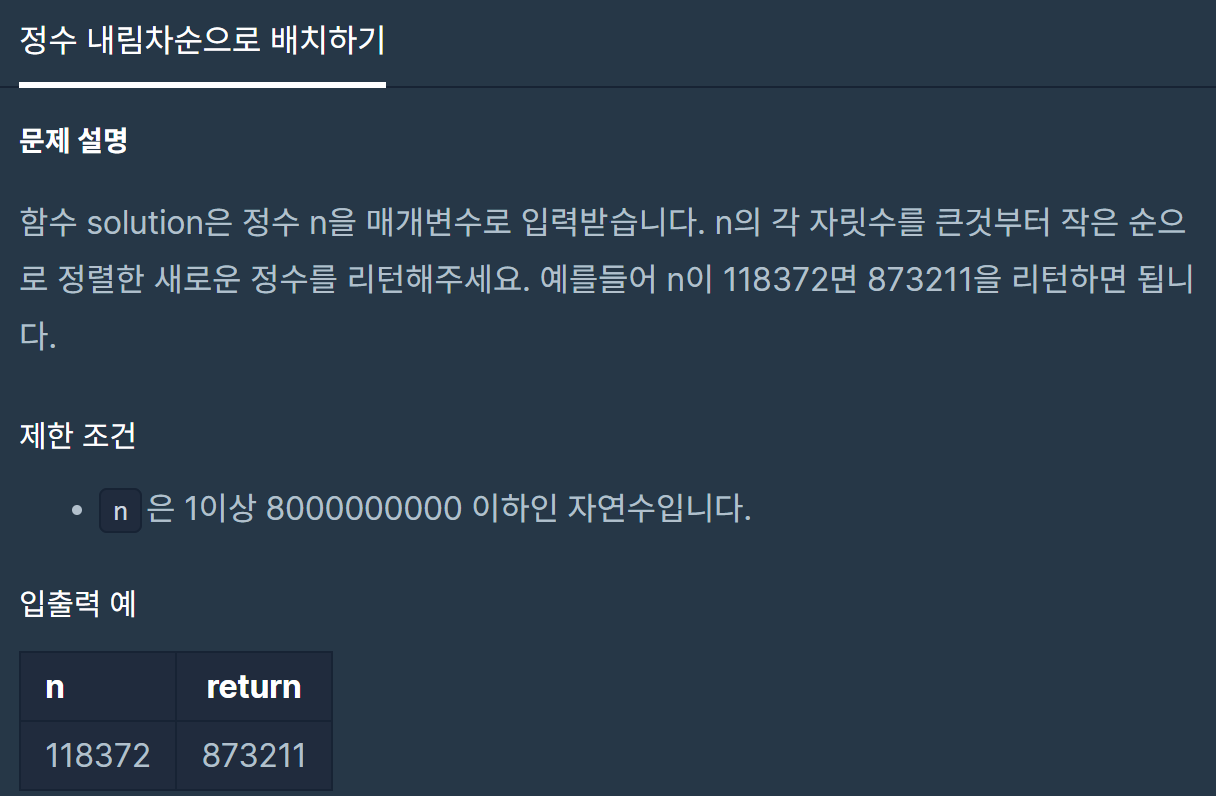 정수 내림차순으로 배치하기
문제 설명
함수 solution은 정수 n을 매개변수로 입력받습니다. n의 각 자릿수를 큰것부터 작은 순으
로 정렬한 새로운 정수를 리턴해주세요. 예를들어 n이 118372면 873211을 리턴하면 됩니
다.
제한 조건
• n 은 1이상 8000000000 이하인 자연수입니다.
입출력 예
n return
118372 873211